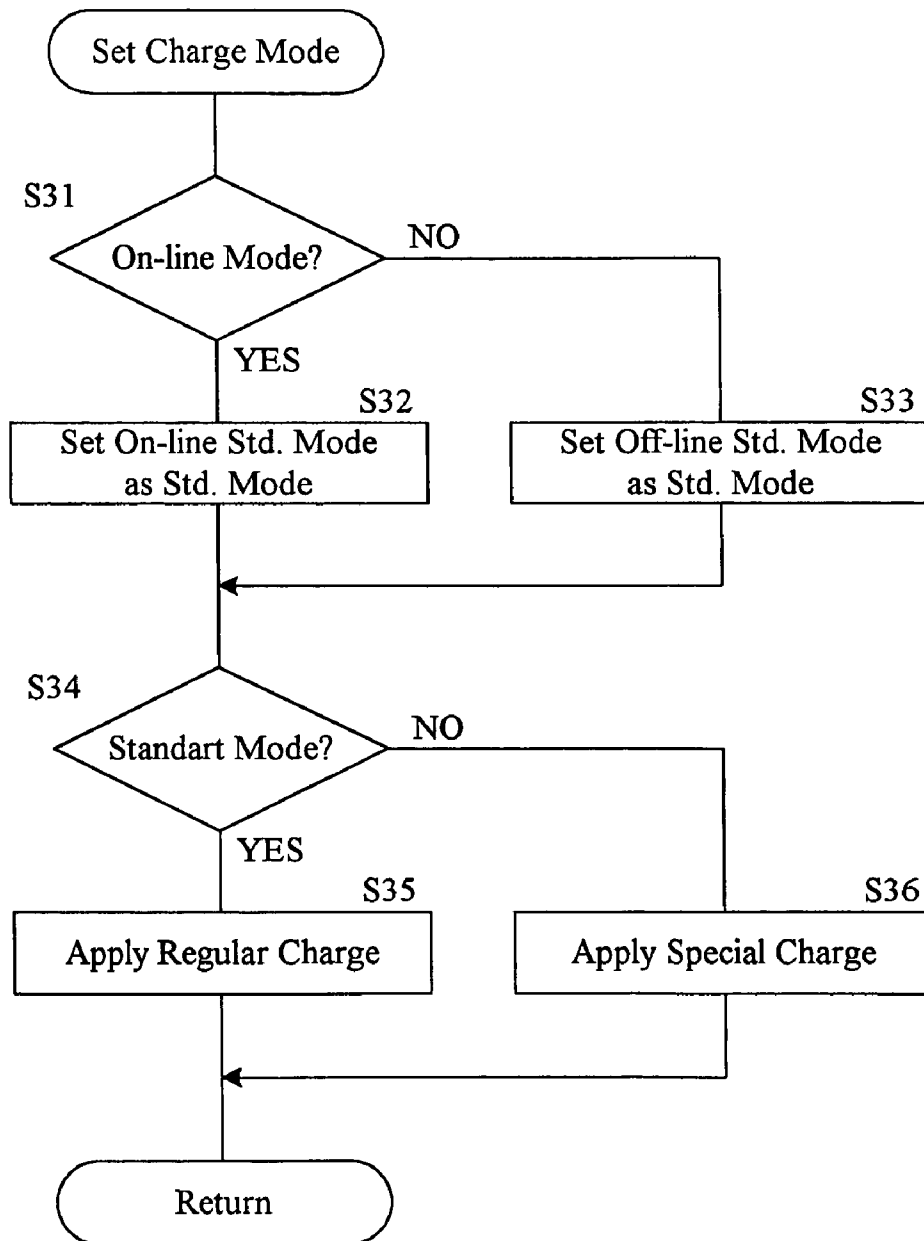 Set Charge Mode
S31
On-line Mode?
NO
YES
S32
Set On-line Std. Mode
as Std. Mode
S33
Set Off-line Std. Mode
as Std. Mode
S34
Standart Mode?
NO
YES
S35
Apply Regular Charge
S36
Apply Special Charge
Return